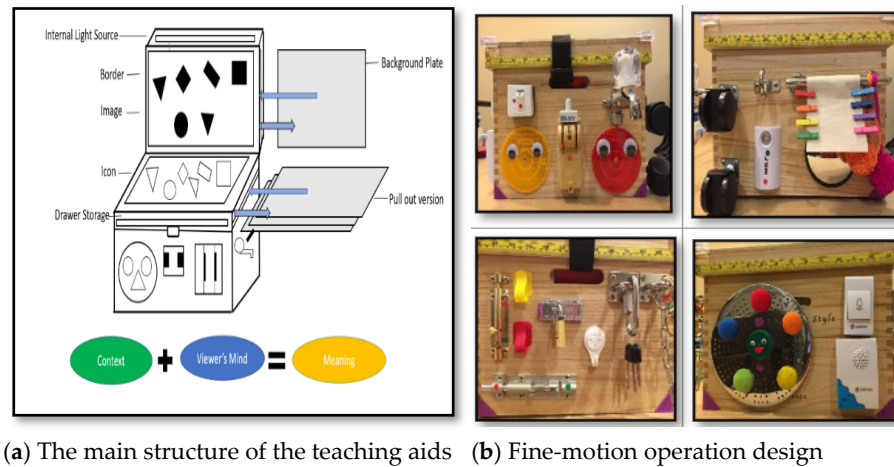 Internal Light Source
Border
Image
Icon
Drawer Storage
Background Plate
Pull out version
Context + Viewer's Mind = Meaning
Style
(a) The main structure of the teaching aids (b) Fine-motion operation design